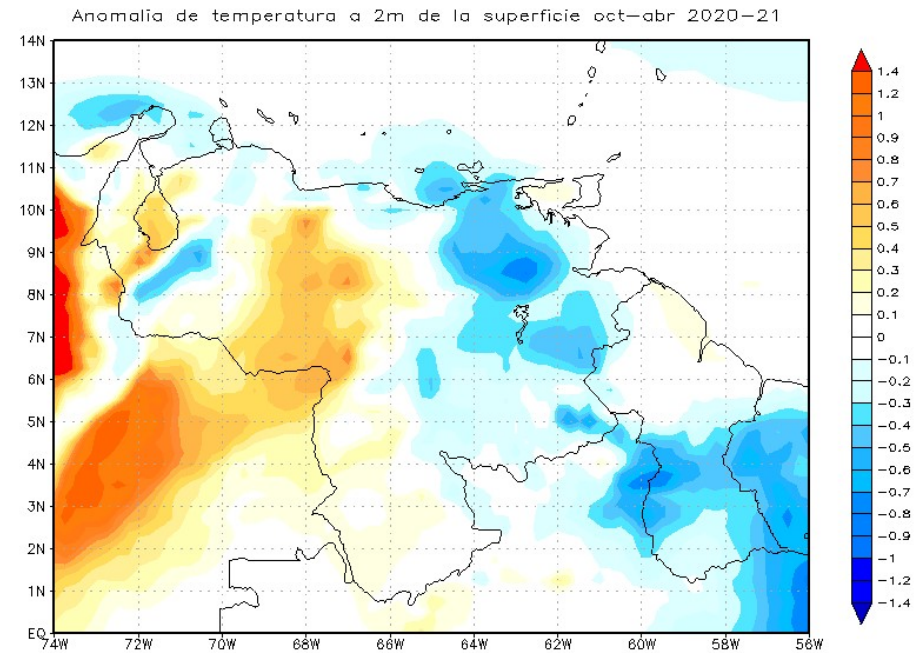 Anomalía de temperatura a 2m de la superficie oct-abr 2020-21
14N
13N
12N
11N
10N
9N
8N
7N
6N
5N
4N
3N
2N
1N
EQ
74W 72W 70W 68W 66W 64W 62W 60W 58W 56W
1.4
1.2
1
0.9
0.8
0.7
0.6
0.5
0.4
0.3
0.2
0.1
0
-0.1
-0.2
-0.3
-0.4
-0.5
-0.6
-0.7
-0.8
-0.9
-1
-1.2
-1.4